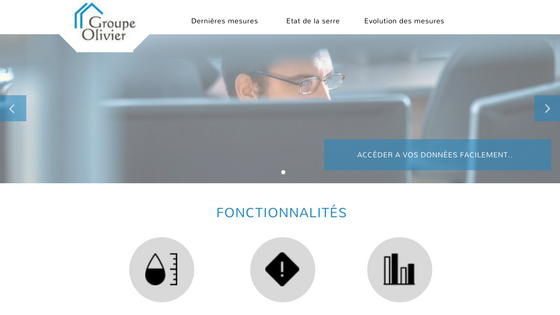 Groupe
Olivier
Dernières mesures
Etat de la serre
Evolution des mesures
ACCÉDER A VOS DONNÉES FACILEMENT..
FONCTIONNALITÉS
!